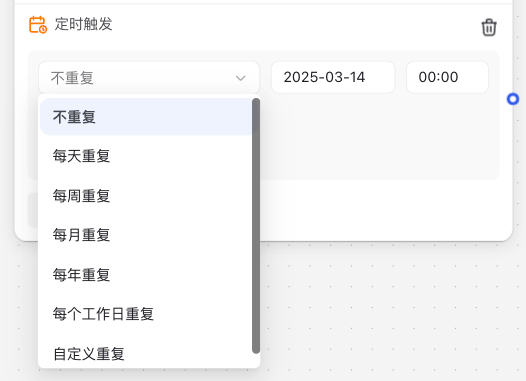 定时触发
不重复 2025-03-14 00:00
不重复
每天重复
每周重复
每月重复
每年重复
每个工作日重复
自定义重复